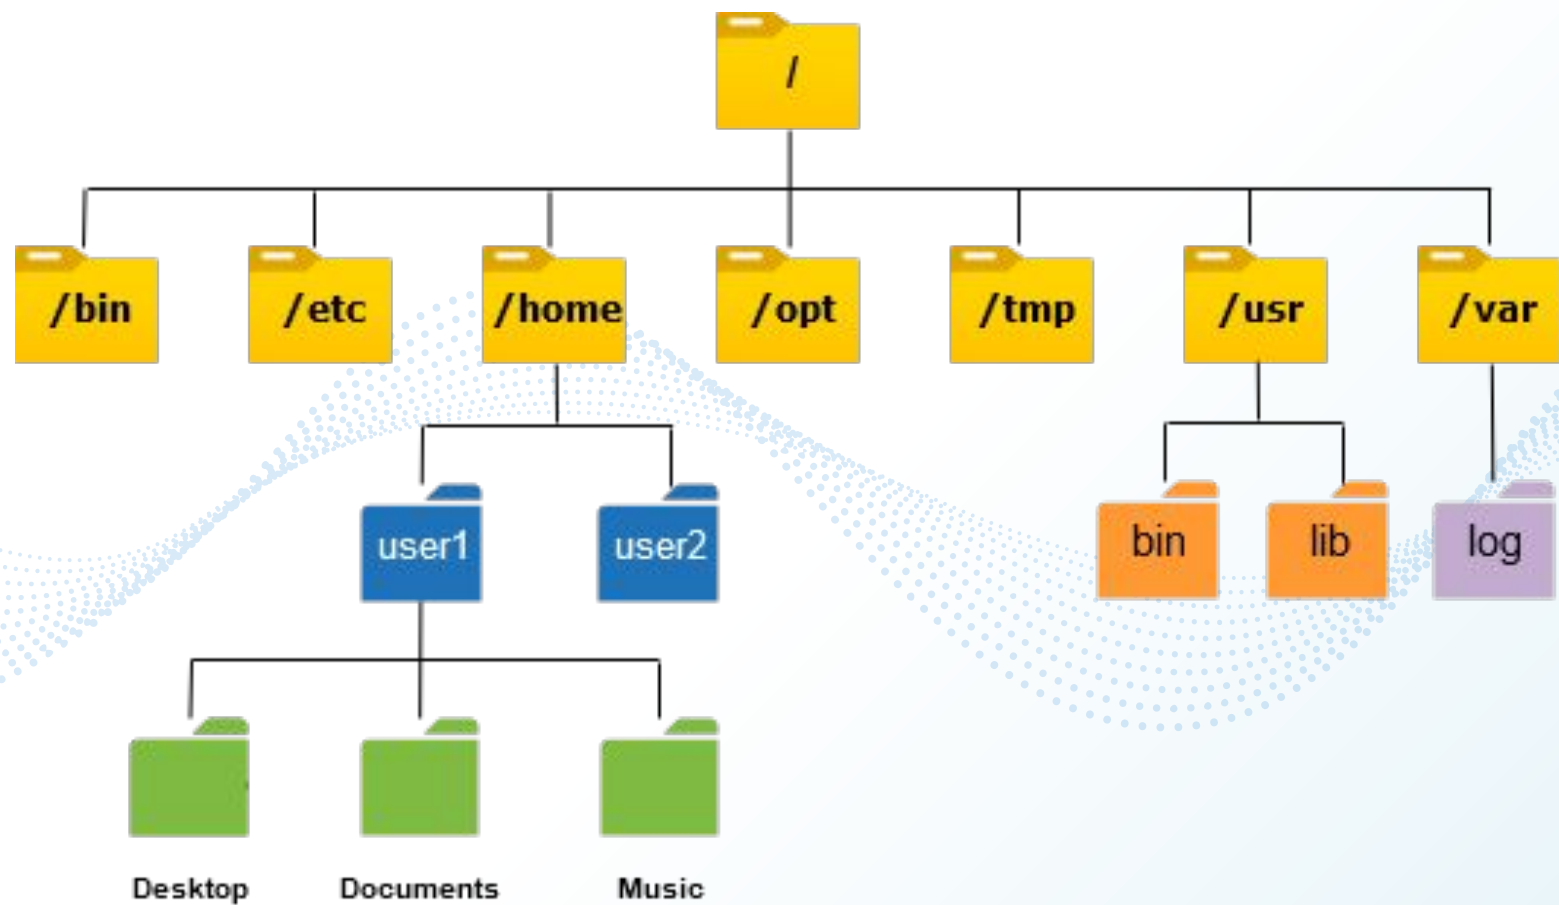 /
/bin
/etc
/home
/opt
/tmp
/usr
/var
user1
user2
bin
lib
log
Desktop
Documents
Music